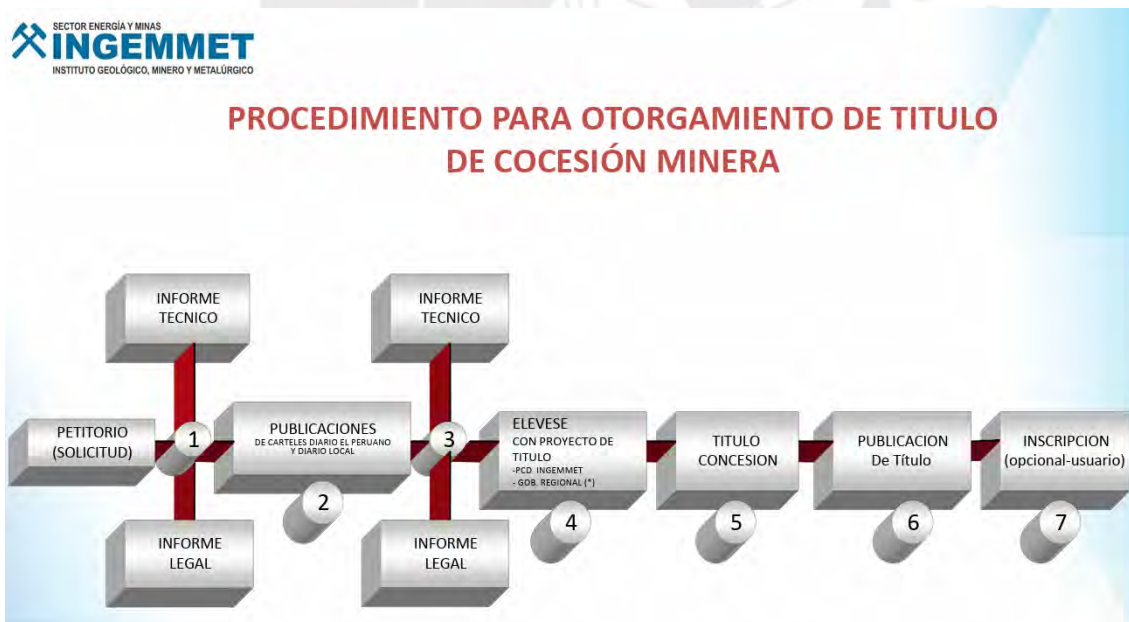 SECTOR ENERGÍA Y MINAS
INGEMMET
INSTITUTO GEOLÓGICO, MINERO Y METALÚRGICO
PROCEDIMIENTO PARA OTORGAMIENTO DE TITULO
DE COCESIÓN MINERA
INFORME
TECNICO
INFORME
TECNICO
PETITORIO
(SOLICITUD)
1
PUBLICACIONES
DE CARTELES DIARIO EL PERUANO
Y DIARIO LOCAL
2
3
ELEVESE
CON PROYECTO DE
TITULO
-PCD INGEMMET
- GOB. REGIONAL (*)
4
TITULO
CONCESION
5
PUBLICACION
De Título
6
INSCRIPCION
(opcional-usuario)
7
INFORME
LEGAL
INFORME
LEGAL